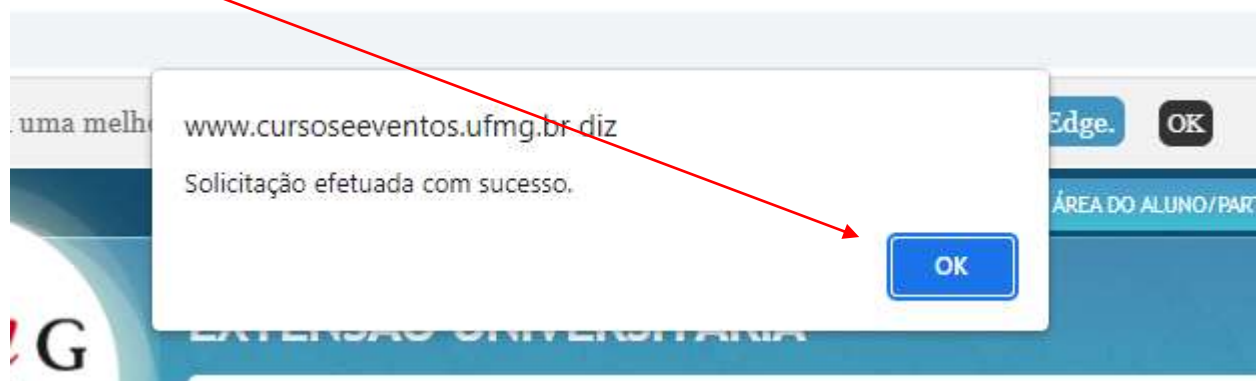 uma melh
www.cursoseeventos.ufmg.br diz
Edge.
OK
Solicitação efetuada com sucesso.
ÁREA DO ALUNO/PAR
OK
EXTENSÃO UNIVERSITÁRIA
G